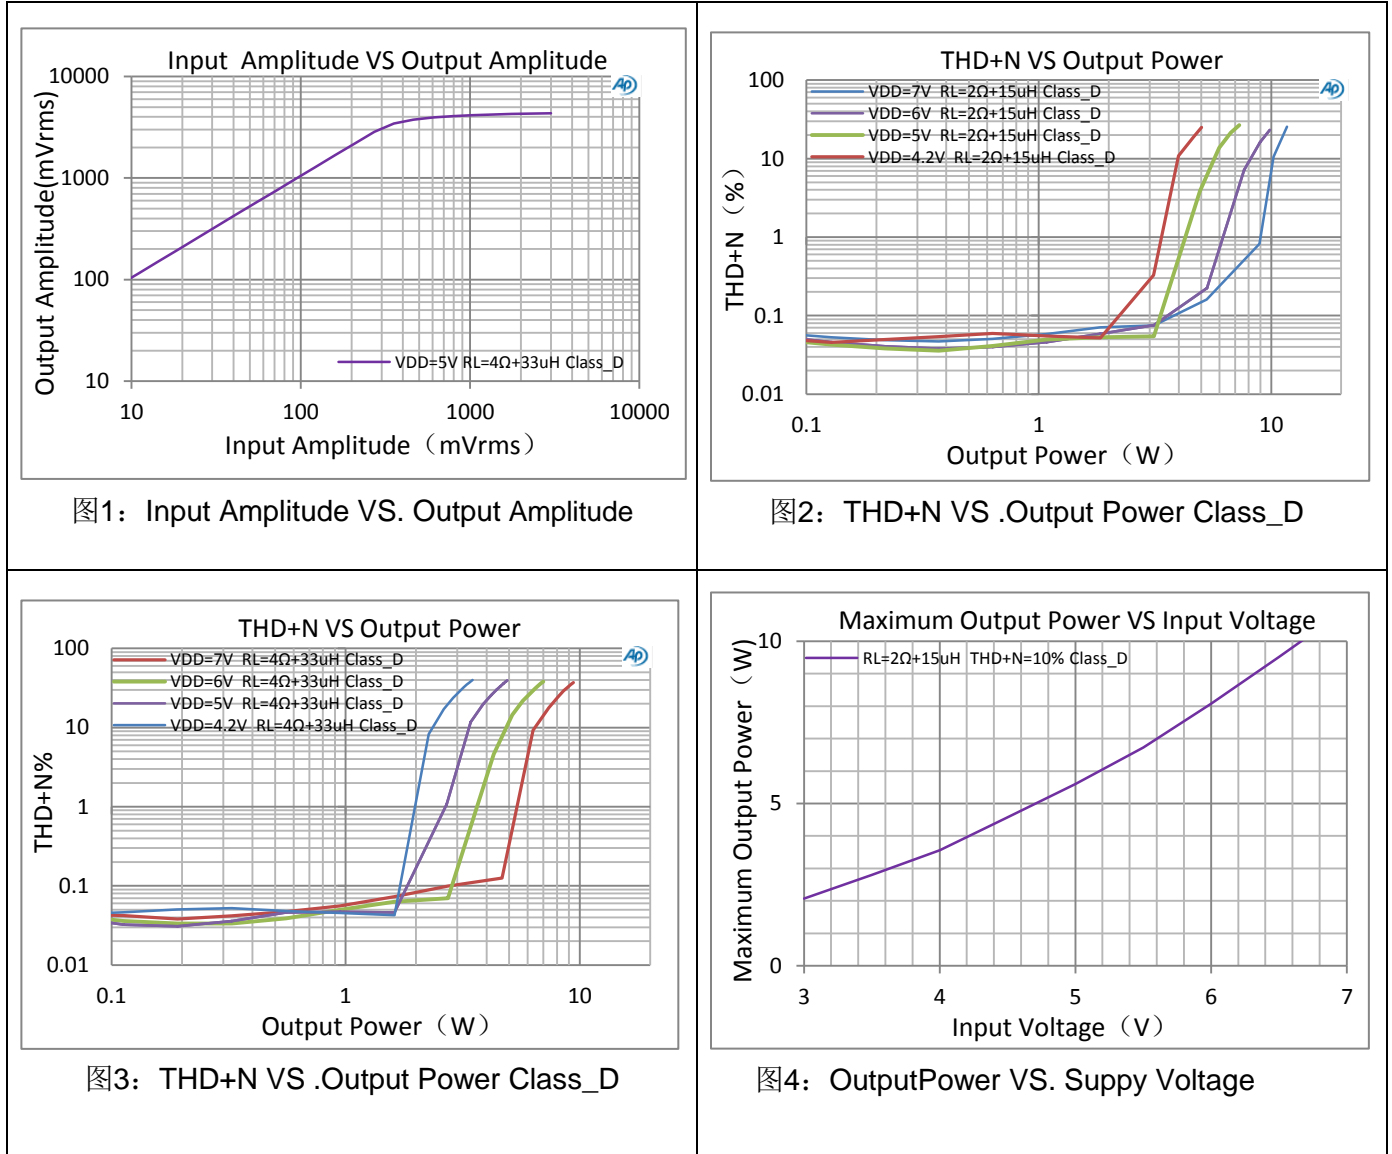 Input  Amplitude VS Output Amplitude
Output Amplitude(mVrms)
10000
1000
100
10
AP
VDD=5V RL=4Ω+33uH Class_D
10 100 1000 10000
Input Amplitude（mVrms）
图1：Input Amplitude VS. Output Amplitude
THD+N VS Output Power
THD+N（%）
100
10
1
0.1
0.01
AP
VDD=7V  RL=2Ω+15uH Class_D
VDD=6V  RL=2Ω+15uH Class_D
VDD=5V  RL=2Ω+15uH Class_D
VDD=4.2V  RL=2Ω+15uH Class_D
0.1 1 10
Output Power（W）
图2：THD+N VS .Output Power Class_D
THD+N VS Output Power
THD+N%
100
10
1
0.1
0.01
AP
VDD=7V  RL=4Ω+33uH Class_D
VDD=6V  RL=4Ω+33uH Class_D
VDD=5V  RL=4Ω+33uH Class_D
VDD=4.2V  RL=4Ω+33uH Class_D
0.1 1 10
Output Power（W）
图3：THD+N VS .Output Power Class_D
Maximum Output Power VS Input Voltage
Maximum Output Power（W）
10
5
0
RL=2Ω+15uH  THD+N=10% Class_D
3 4 5 6 7
Input Voltage（V）
图4：OutputPower VS. Suppy Voltage